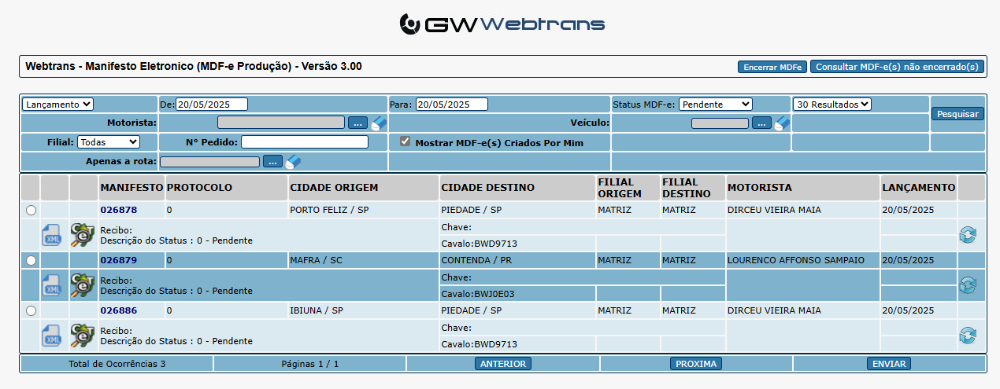 GW Webtrans
Webtrans - Manifesto Eletronico (MDF-e Produção) - Versão 3.00
Encerrar MDFe
Consultar MDF-e(s) não encerrado(s)
Lançamento
De: 20/05/2025
Para: 20/05/2025
Status MDF-e: Pendente
30 Resultados
Pesquisar
Motorista: ...
Veículo: ...
Filial: Todas
N° Pedido:
Mostrar MDF-e(s) Criados Por Mim
Apenas a rota: ...
MANIFESTO PROTOCOLO CIDADE ORIGEM CIDADE DESTINO FILIAL ORIGEM FILIAL DESTINO MOTORISTA LANÇAMENTO
026878 0 PORTO FELIZ / SP PIEDADE / SP MATRIZ MATRIZ DIRCEU VIEIRA MAIA 20/05/2025
XML
Recibo:
Descrição do Status : 0 - Pendente
Chave:
Cavalo:BWD9713
026879 0 MAFRA / SC CONTENDA / PR MATRIZ MATRIZ LOURENCO AFFONSO SAMPAIO 20/05/2025
XML
Recibo:
Descrição do Status : 0 - Pendente
Chave:
Cavalo:BWJ0E03
026886 0 IBIUNA / SP PIEDADE / SP MATRIZ MATRIZ DIRCEU VIEIRA MAIA 20/05/2025
XML
Recibo:
Descrição do Status : 0 - Pendente
Chave:
Cavalo:BWD9713
Total de Ocorrências 3
Páginas 1 / 1
ANTERIOR
PROXIMA
ENVIAR